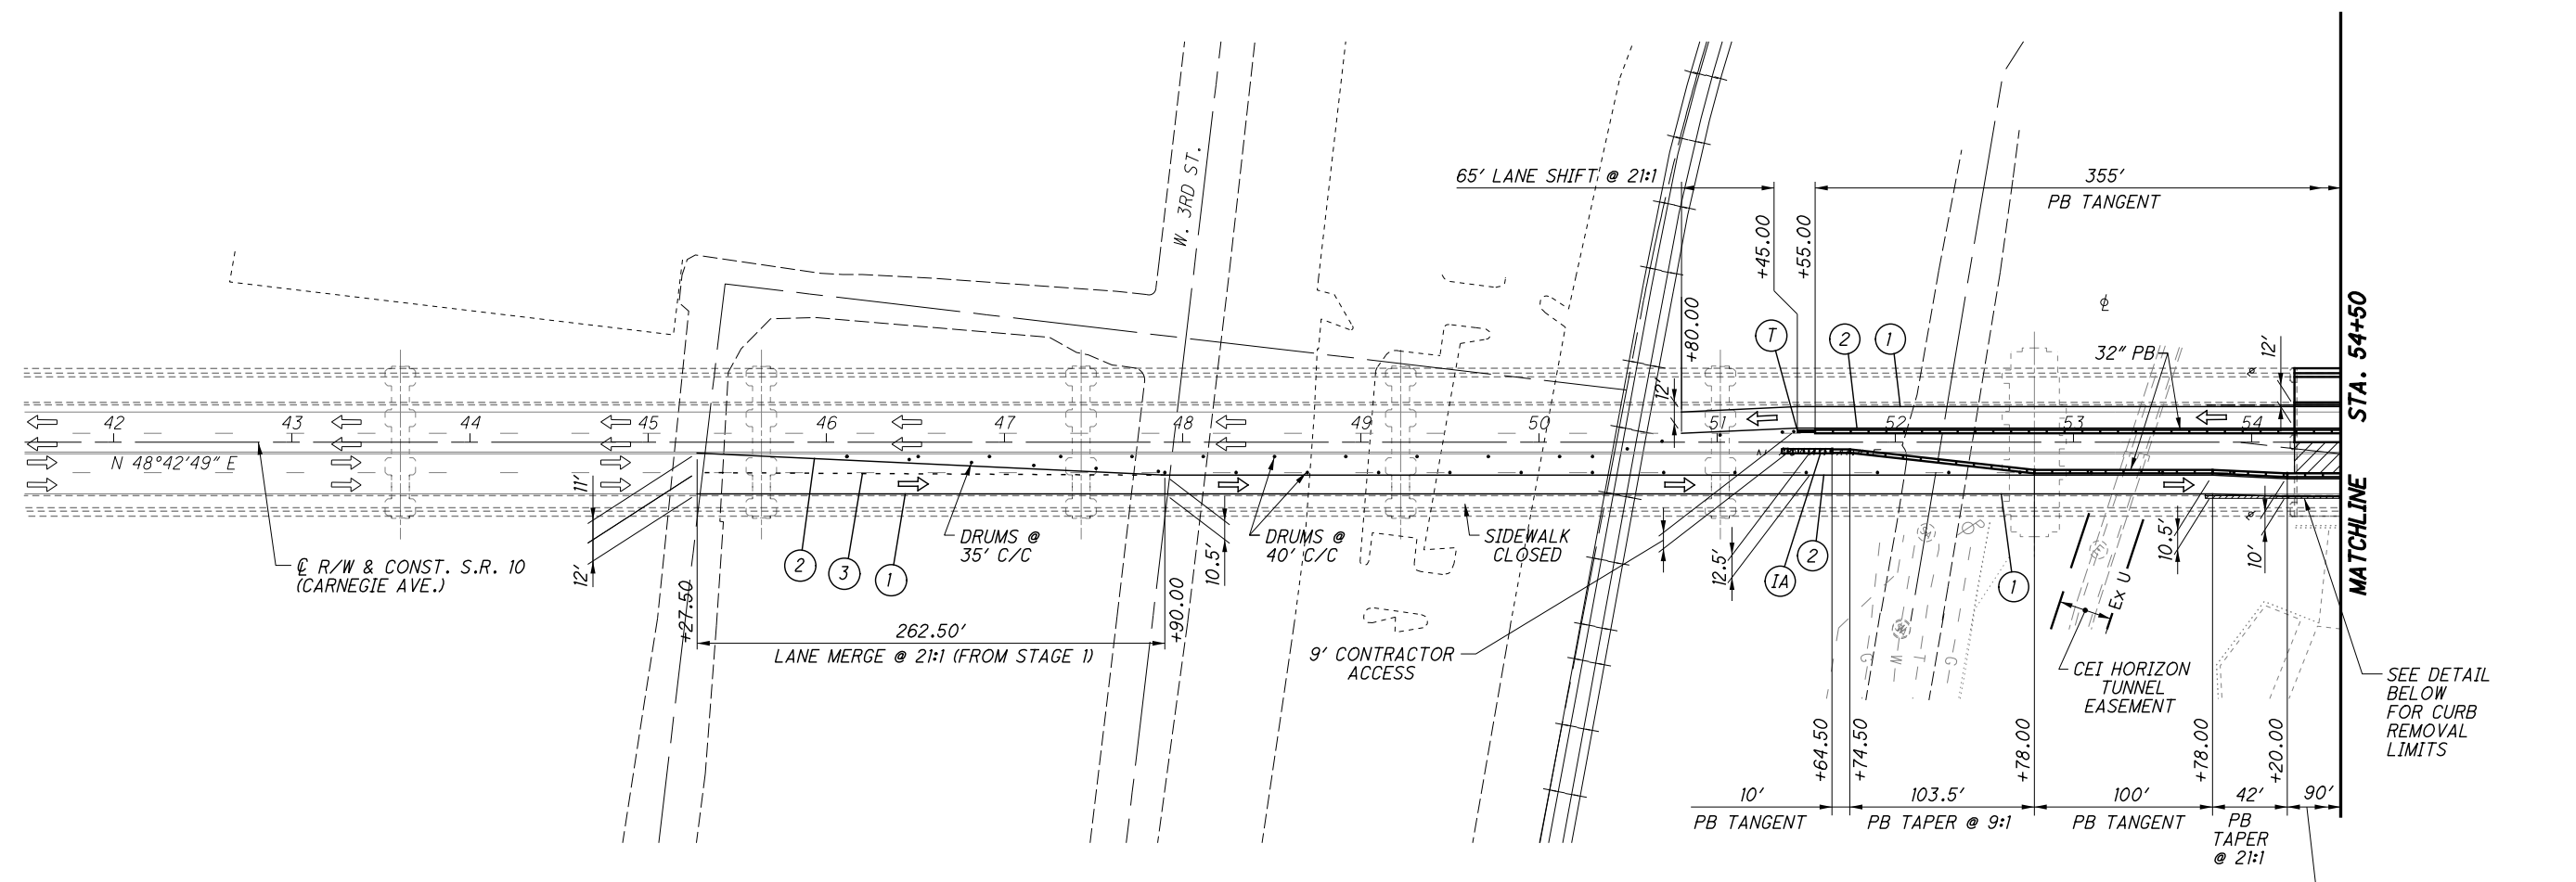 65' LANE SHIFT @ 21:1
355'
PB TANGENT
W. 3RD ST.
+45.00
+55.00
+80.00
12'
12'
T
2
1
32" PB
℄
STA. 54+50
MATCHLINE
42
43
44
45
46
47
48
49
50
51
52
53
54
N 48°42'49" E
11'
12'
℄ R/W & CONST. S.R. 10
(CARNEGIE AVE.)
2
3
1
DRUMS @
35' C/C
10.5'
DRUMS @
40' C/C
SIDEWALK
CLOSED
12.5'
IA
2
1
10.5'
10'
Ex U
+27.50
+90.00
262.50'
LANE MERGE @ 21:1 (FROM STAGE 1)
9' CONTRACTOR
ACCESS
G
W
T
G
CEI HORIZON
TUNNEL
EASEMENT
SEE DETAIL
BELOW
FOR CURB
REMOVAL
LIMITS
+64.50
+74.50
+78.00
+78.00
+20.00
10'
PB TANGENT
103.5'
PB TAPER @ 9:1
100'
PB TANGENT
42'
PB
TAPER
@ 21:1
90'